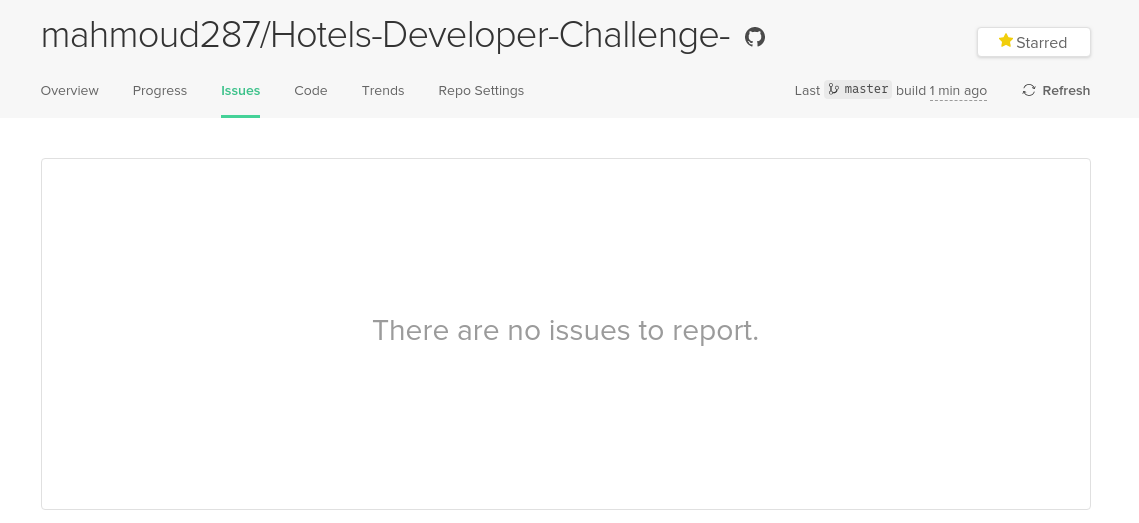 mahmoud287/Hotels-Developer-Challenge-
Starred
Overview Progress Issues Code Trends Repo Settings Last master build 1 min ago Refresh
There are no issues to report.